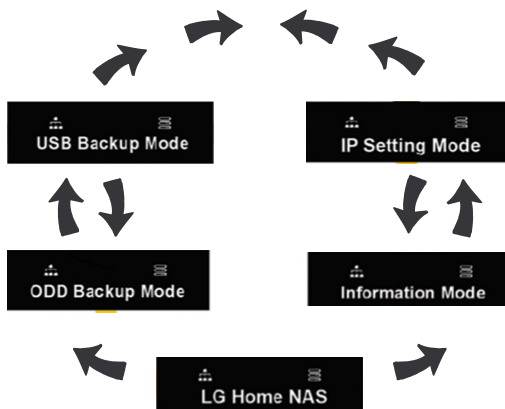 USB Backup Mode
IP Setting Mode
ODD Backup Mode
Information Mode
LG Home NAS